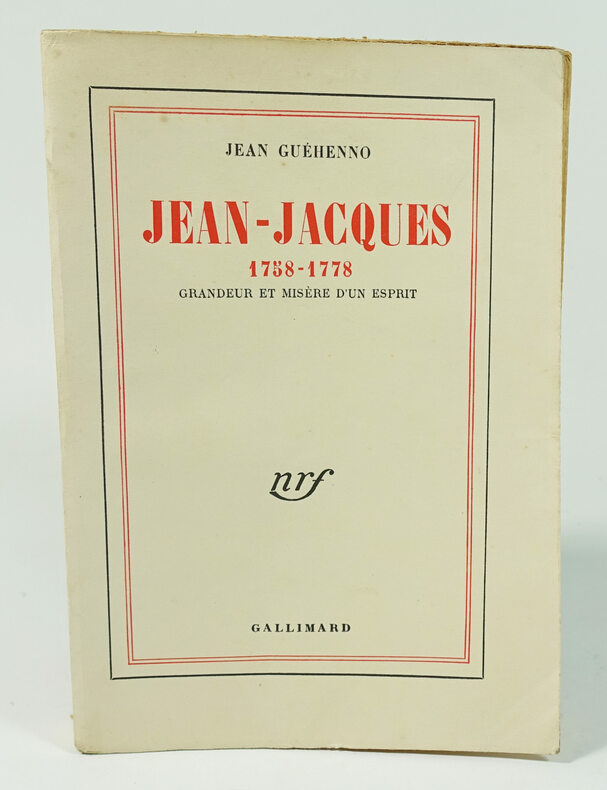 JEAN GUÉHENNO
JEAN-JACQUES
1758-1778
GRANDEUR ET MISÈRE D'UN ESPRIT
nrf
GALLIMARD